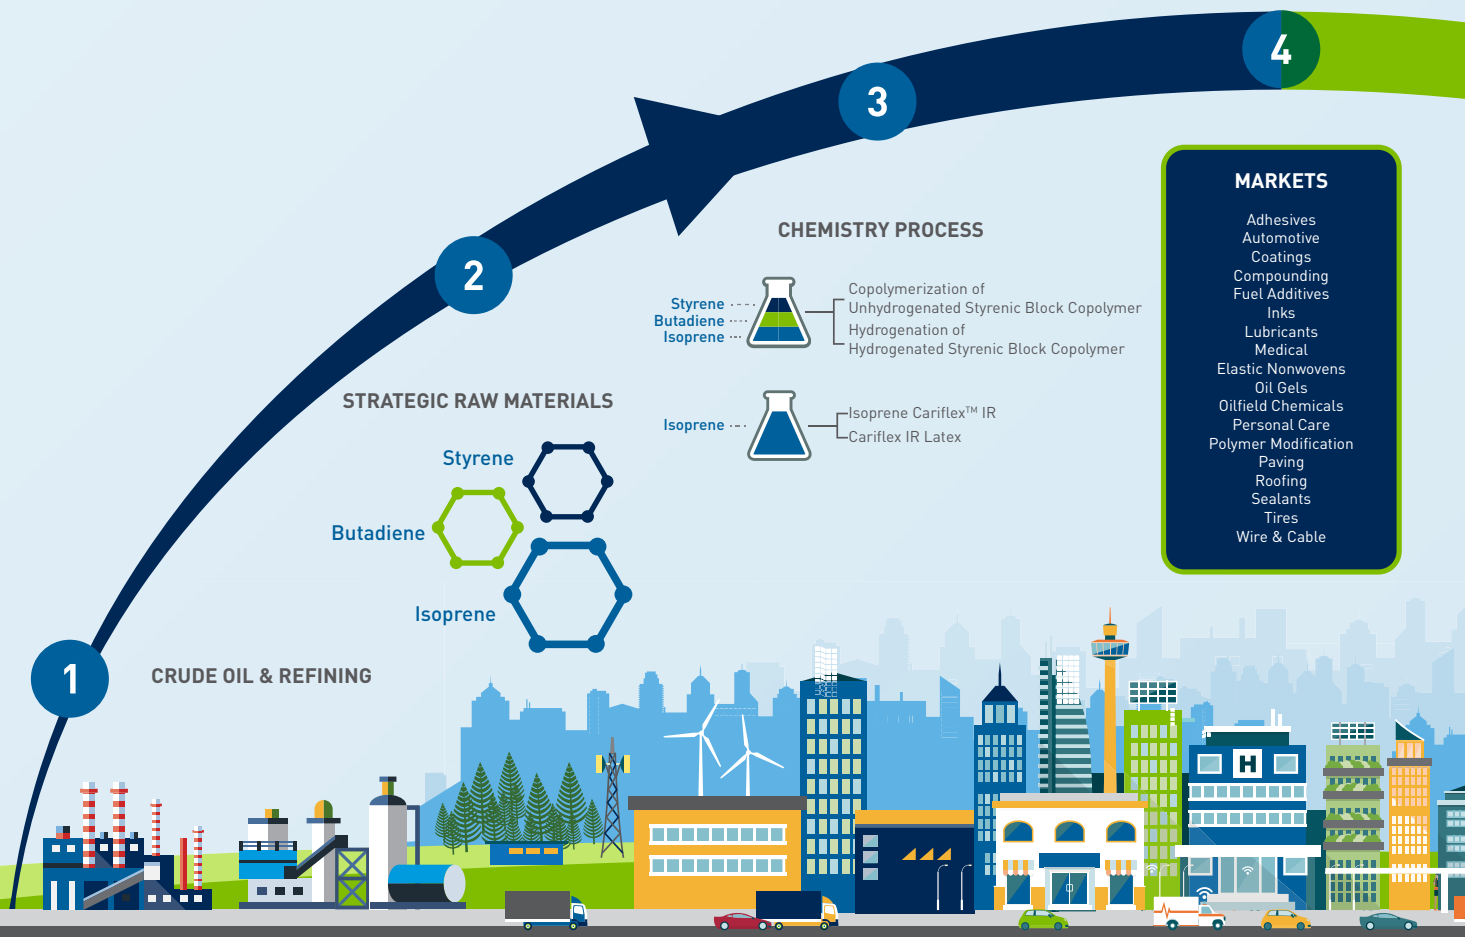 4
3
2
1
MARKETS
Adhesives
Automotive
Coatings
Compounding
Fuel Additives
Inks
Lubricants
Medical
Elastic Nonwovens
Oil Gels
Oilfield Chemicals
Personal Care
Polymer Modification
Paving
Roofing
Sealants
Tires
Wire & Cable
CHEMISTRY PROCESS
Styrene
Butadiene
Isoprene
Copolymerization of
Unhydrogenated Styrenic Block Copolymer
Hydrogenation of
Hydrogenated Styrenic Block Copolymer
Isoprene
Isoprene Cariflex™ IR
Cariflex IR Latex
STRATEGIC RAW MATERIALS
Styrene
Butadiene
Isoprene
CRUDE OIL & REFINING
H